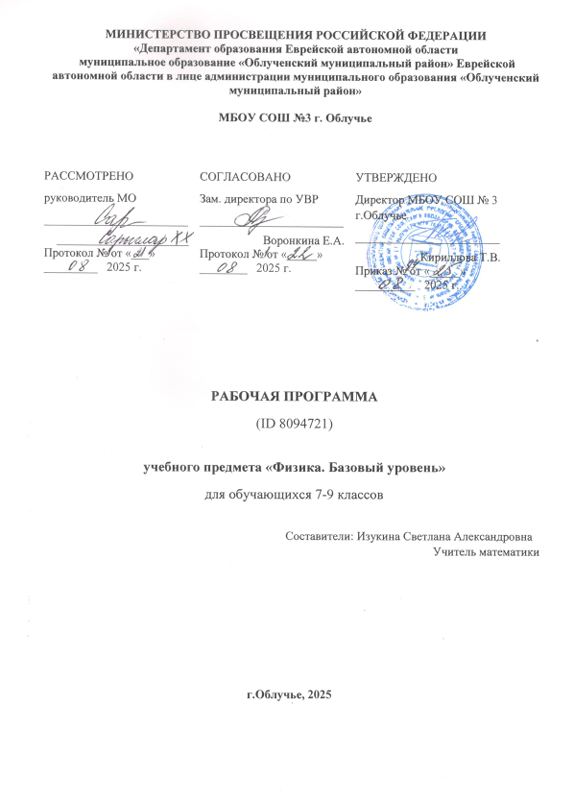 МИНИСТЕРСТВО ПРОСВЕЩЕНИЯ РОССИЙСКОЙ ФЕДЕРАЦИИ
«Департамент образования Еврейской автономной области
муниципальное образование «Облученский муниципальный район» Еврейской
автономной области в лице администрации муниципального образования «Облученский
муниципальный район»
МБОУ СОШ №3 г. Облучье
РАССМОТРЕНО
руководитель МО
Протокол № от «
08 2025 г.
СОГЛАСОВАНО
Зам. директора по УВР
Воронкина Е.А.
Протокол № от «22»
08 2025 г.
УТВЕРЖДЕНО
Директор МБОУ СОШ № 3
г.Облучье
Кириллова Т.В.
Приказ № от «
08 2025 г.
РАБОЧАЯ ПРОГРАММА
(ID 8094721)
учебного предмета «Физика. Базовый уровень»
для обучающихся 7-9 классов
Составители: Изукина Светлана Александровна
Учитель математики
г.Облучье, 2025